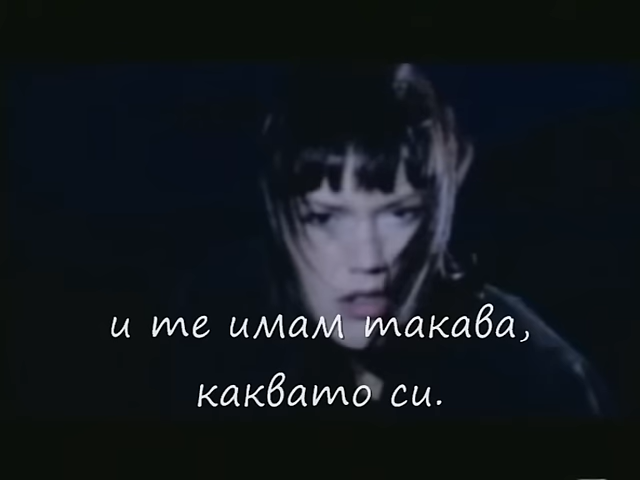 и те имам такава,
каквато си.